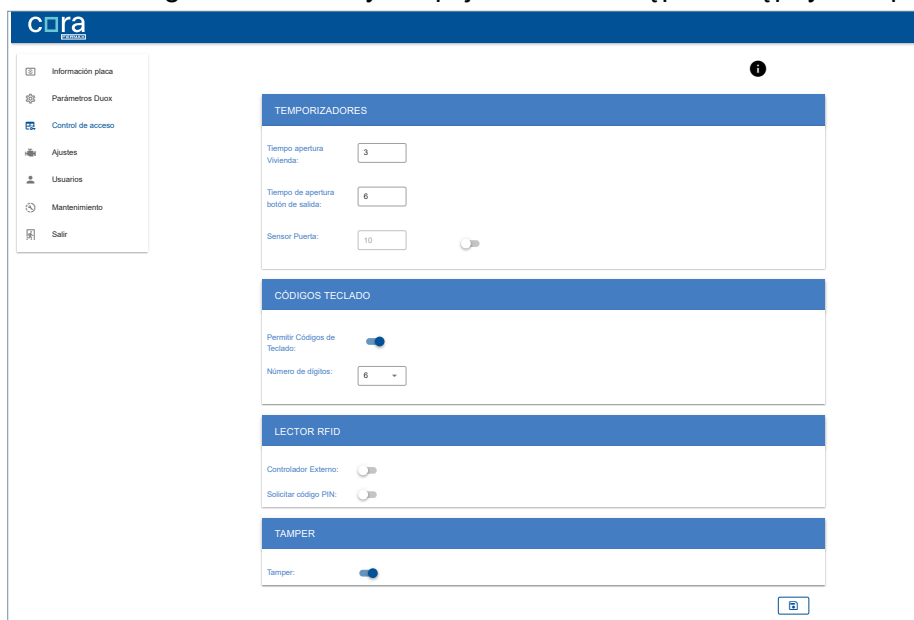 cora
FERMAX
Información placa
Parámetros Duox
Control de acceso
Ajustes
Usuarios
Mantenimiento
Salir
TEMPORIZADORES
Tiempo apertura
Vivienda:
3
Tiempo de apertura
botón de salida:
6
Sensor Puerta:
10
CÓDIGOS TECLADO
Permitir Códigos de
Teclado:
Número de dígitos:
6
LECTOR RFID
Controlador Externo:
Solicitar código PIN:
TAMPER
Tamper: